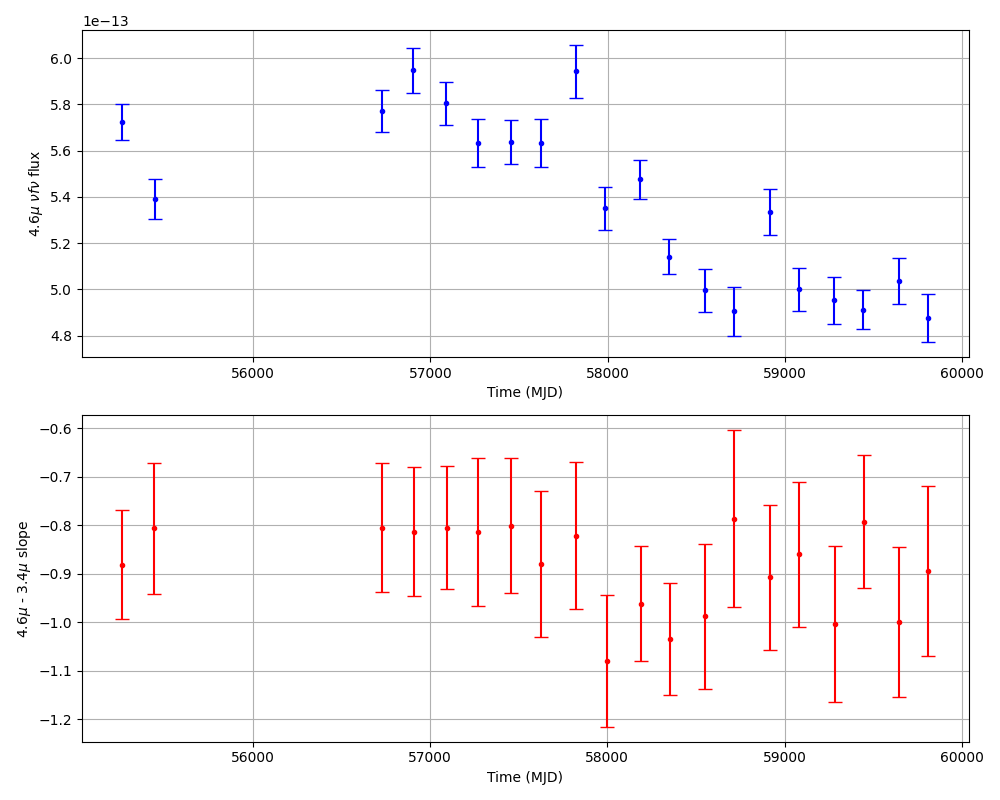 1e−13
6.0
5.8
5.6
5.4
5.2
5.0
4.8
4.6μ νfν flux
56000 57000 58000 59000 60000
Time (MJD)
−0.6
−0.7
−0.8
−0.9
−1.0
−1.1
−1.2
4.6μ - 3.4μ slope
56000 57000 58000 59000 60000
Time (MJD)